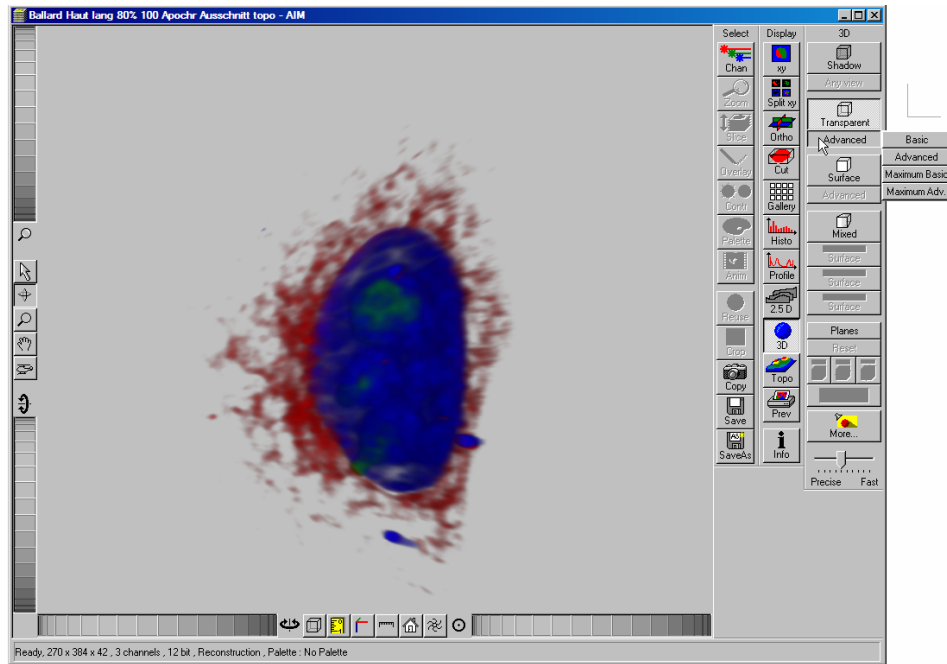 Ballard Haut lang 80% 100 Apochr Ausschnitt topo - AIM
Select
Chan
Zoom
Slice
Overlay
Contr
Palette
Anim
Reuse
Crop
Copy
Save
AS
SaveAs
Display
xy
Split xy
Ortho
Cut
Gallery
Histo
Profile
2.5 D
3D
Topo
Prev
Info
3D
Shadow
Any view
Transparent
Advanced
Surface
Advanced
Mixed
Surface
Surface
Surface
Planes
Reset
More...
Precise Fast
Basic
Advanced
Maximum Basic
Maximum Adv.
Ready, 270 x 384 x 42 , 3 channels , 12 bit , Reconstruction , Palette : No Palette